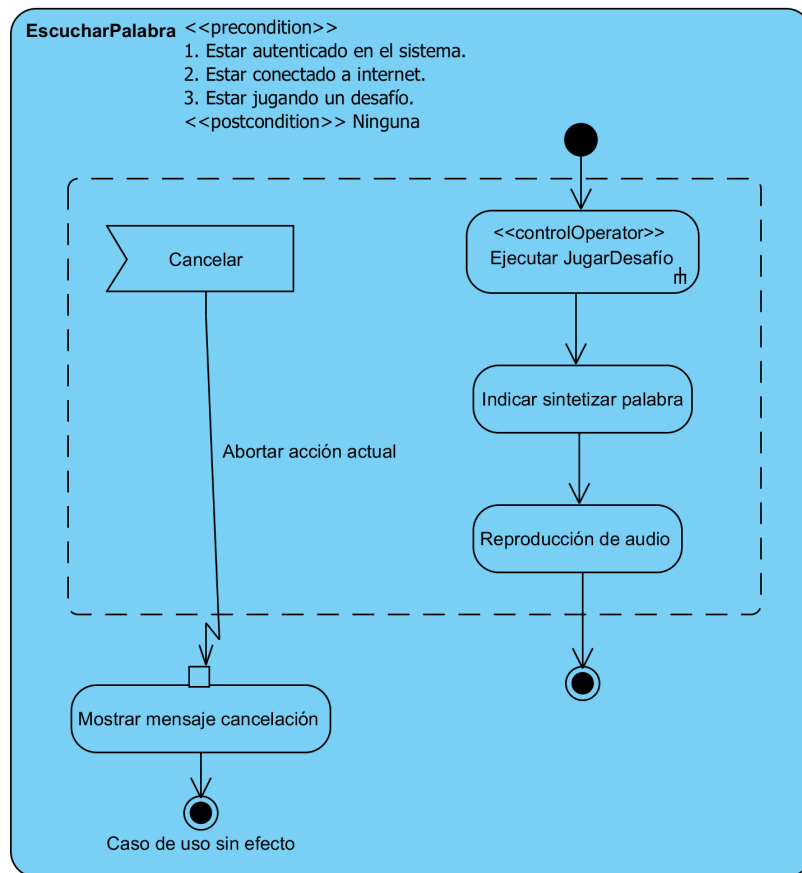 EscucharPalabra <<precondition>>
1. Estar autenticado en el sistema.
2. Estar conectado a internet.
3. Estar jugando un desafío.
<<postcondition>> Ninguna
Cancelar
<<controlOperator>>
Ejecutar JugarDesafío
Indicar sintetizar palabra
Abortar acción actual
Reproducción de audio
Mostrar mensaje cancelación
Caso de uso sin efecto